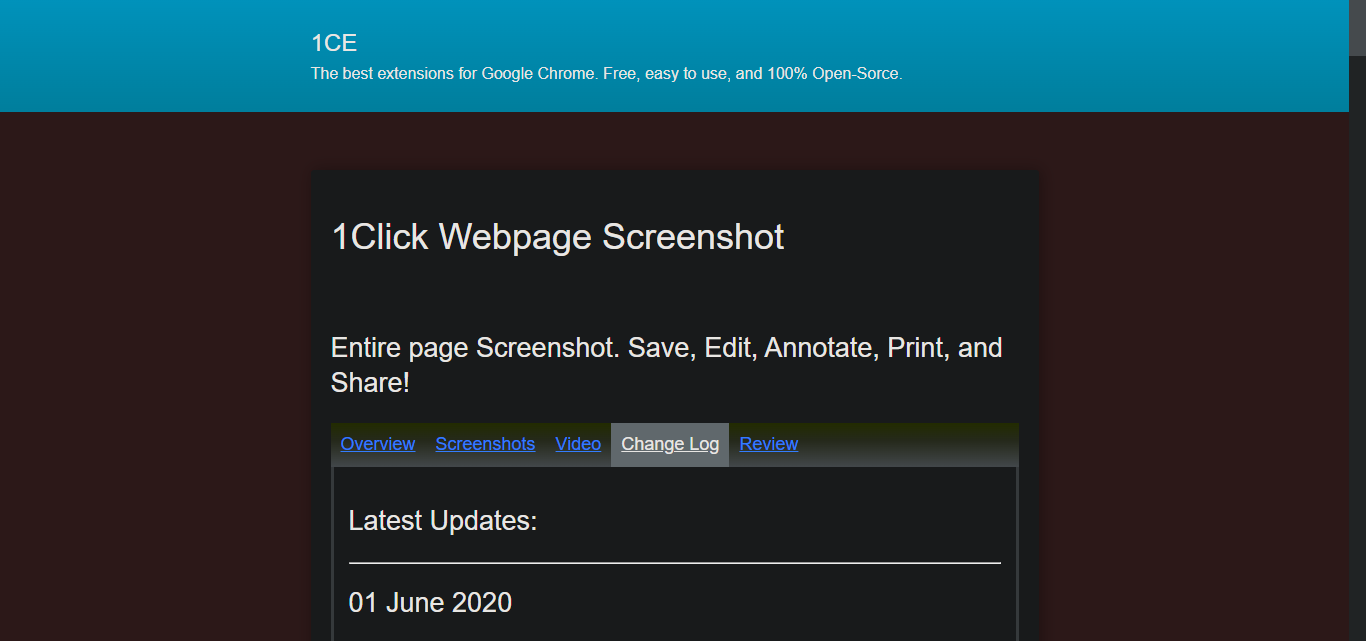 1CE
The best extensions for Google Chrome. Free, easy to use, and 100% Open-Sorce.
1Click Webpage Screenshot
Entire page Screenshot. Save, Edit, Annotate, Print, and
Share!
Overview Screenshots Video Change Log Review
Latest Updates:
01 June 2020